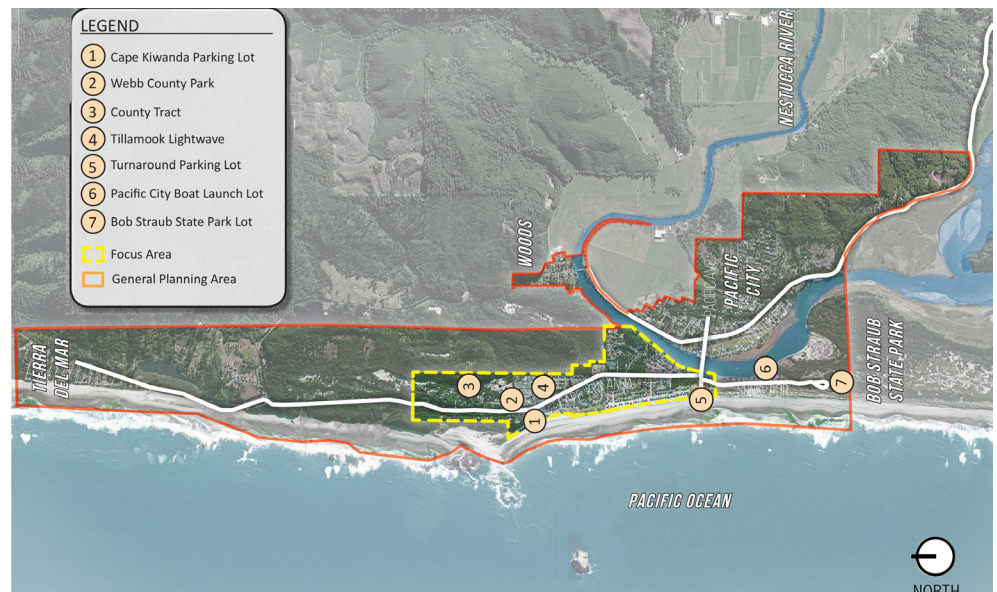 LEGEND
1 Cape Kiwanda Parking Lot
2 Webb County Park
3 County Tract
4 Tillamook Lightwave
5 Turnaround Parking Lot
6 Pacific City Boat Launch Lot
7 Bob Straub State Park Lot
Focus Area
General Planning Area
NESTUCCA RIVER
WOODS
PACIFIC
CITY
TIERRA
DEL MAR
BOB STRAUB
STATE PARK
3
2
4
1
5
6
7
PACIFIC OCEAN
NORTH